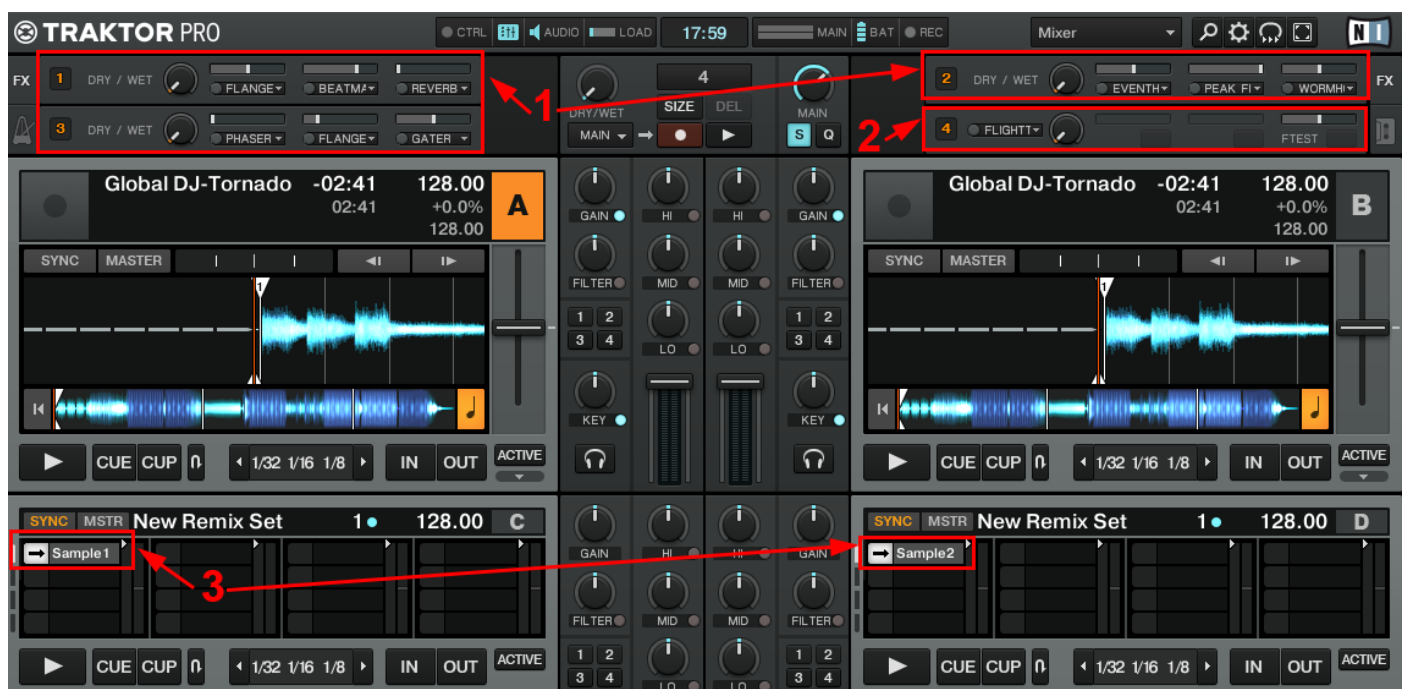 TRAKTOR PRO
CTRL AUDIO LOAD 17:59 MAIN BAT REC Mixer NI
FX 1 DRY / WET FLANGE BEATMA REVERB
3 DRY / WET PHASER FLANGE GATER
1
DRY/WET 4 MAIN
SIZE DEL
MAIN S Q
2 DRY / WET EVENTH PEAK FI WORMHI FX
2
4 FLIGHTT FTEST
Global DJ-Tornado -02:41 128.00 A
02:41 +0.0%
128.00
SYNC MASTER
1
CUE CUP 1/32 1/16 1/8 IN OUT ACTIVE
GAIN HI HI GAIN
FILTER MID MID FILTER
1 2 1 2
3 4 LO LO 3 4
KEY KEY
Global DJ-Tornado -02:41 128.00 B
02:41 +0.0%
128.00
SYNC MASTER
1
CUE CUP 1/32 1/16 1/8 IN OUT ACTIVE
SYNC MSTR New Remix Set 1 128.00 C
Sample1
3
CUE CUP 1/32 1/16 1/8 IN OUT ACTIVE
GAIN HI HI GAIN
FILTER MID MID FILTER
1 2 1 2
3 4 LO LO 3 4
SYNC MSTR New Remix Set 1 128.00 D
Sample2
CUE CUP 1/32 1/16 1/8 IN OUT ACTIVE